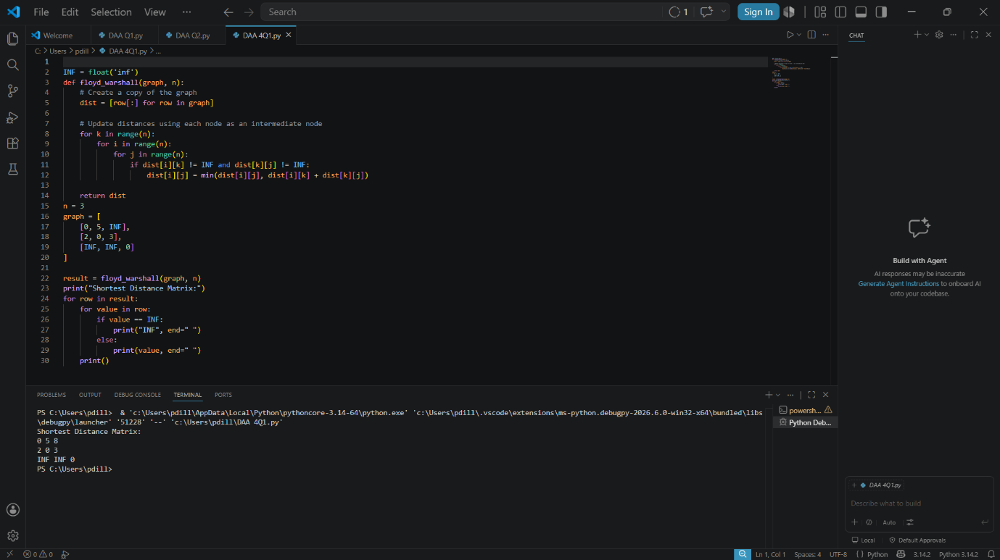 File Edit Selection View ... Search 1 Sign In
Welcome DAA Q1.py DAA Q2.py DAA 4Q1.py
C: > Users > pdill > DAA 4Q1.py > ...
1
2 INF = float('inf')
3 def floyd_warshall(graph, n):
4     # Create a copy of the graph
5     dist = [row[:] for row in graph]
6
7     # Update distances using each node as an intermediate node
8     for k in range(n):
9         for i in range(n):
10             for j in range(n):
11                 if dist[i][k] != INF and dist[k][j] != INF:
12                     dist[i][j] = min(dist[i][j], dist[i][k] + dist[k][j])
13
14     return dist
15 n = 3
16 graph = [
17     [0, 5, INF],
18     [2, 0, 3],
19     [INF, INF, 0]
20 ]
21
22 result = floyd_warshall(graph, n)
23 print("Shortest Distance Matrix:")
24 for row in result:
25     for value in row:
26         if value == INF:
27             print("INF", end=" ")
28         else:
29             print(value, end=" ")
30     print()
PROBLEMS OUTPUT DEBUG CONSOLE TERMINAL PORTS
PS C:\Users\pdill>  & 'c:\Users\pdill\AppData\Local\Python\pythoncore-3.14-64\python.exe' 'c:\Users\pdill\.vscode\extensions\ms-python.debugpy-2026.6.0-win32-x64\bundled\libs
\debugpy\launcher' '51228' '--' 'c:\Users\pdill\DAA 4Q1.py'
Shortest Distance Matrix:
0 5 8
2 0 3
INF INF 0
PS C:\Users\pdill>
powersh...
Python Deb...
CHAT
Build with Agent
AI responses may be inaccurate
Generate Agent Instructions to onboard AI
onto your codebase.
DAA 4Q1.py
Describe what to build
Auto
Local Default Approvals
0 0 Ln 1, Col 1 Spaces: 4 UTF-8 { } Python 3.14.2 Python 3.14.2